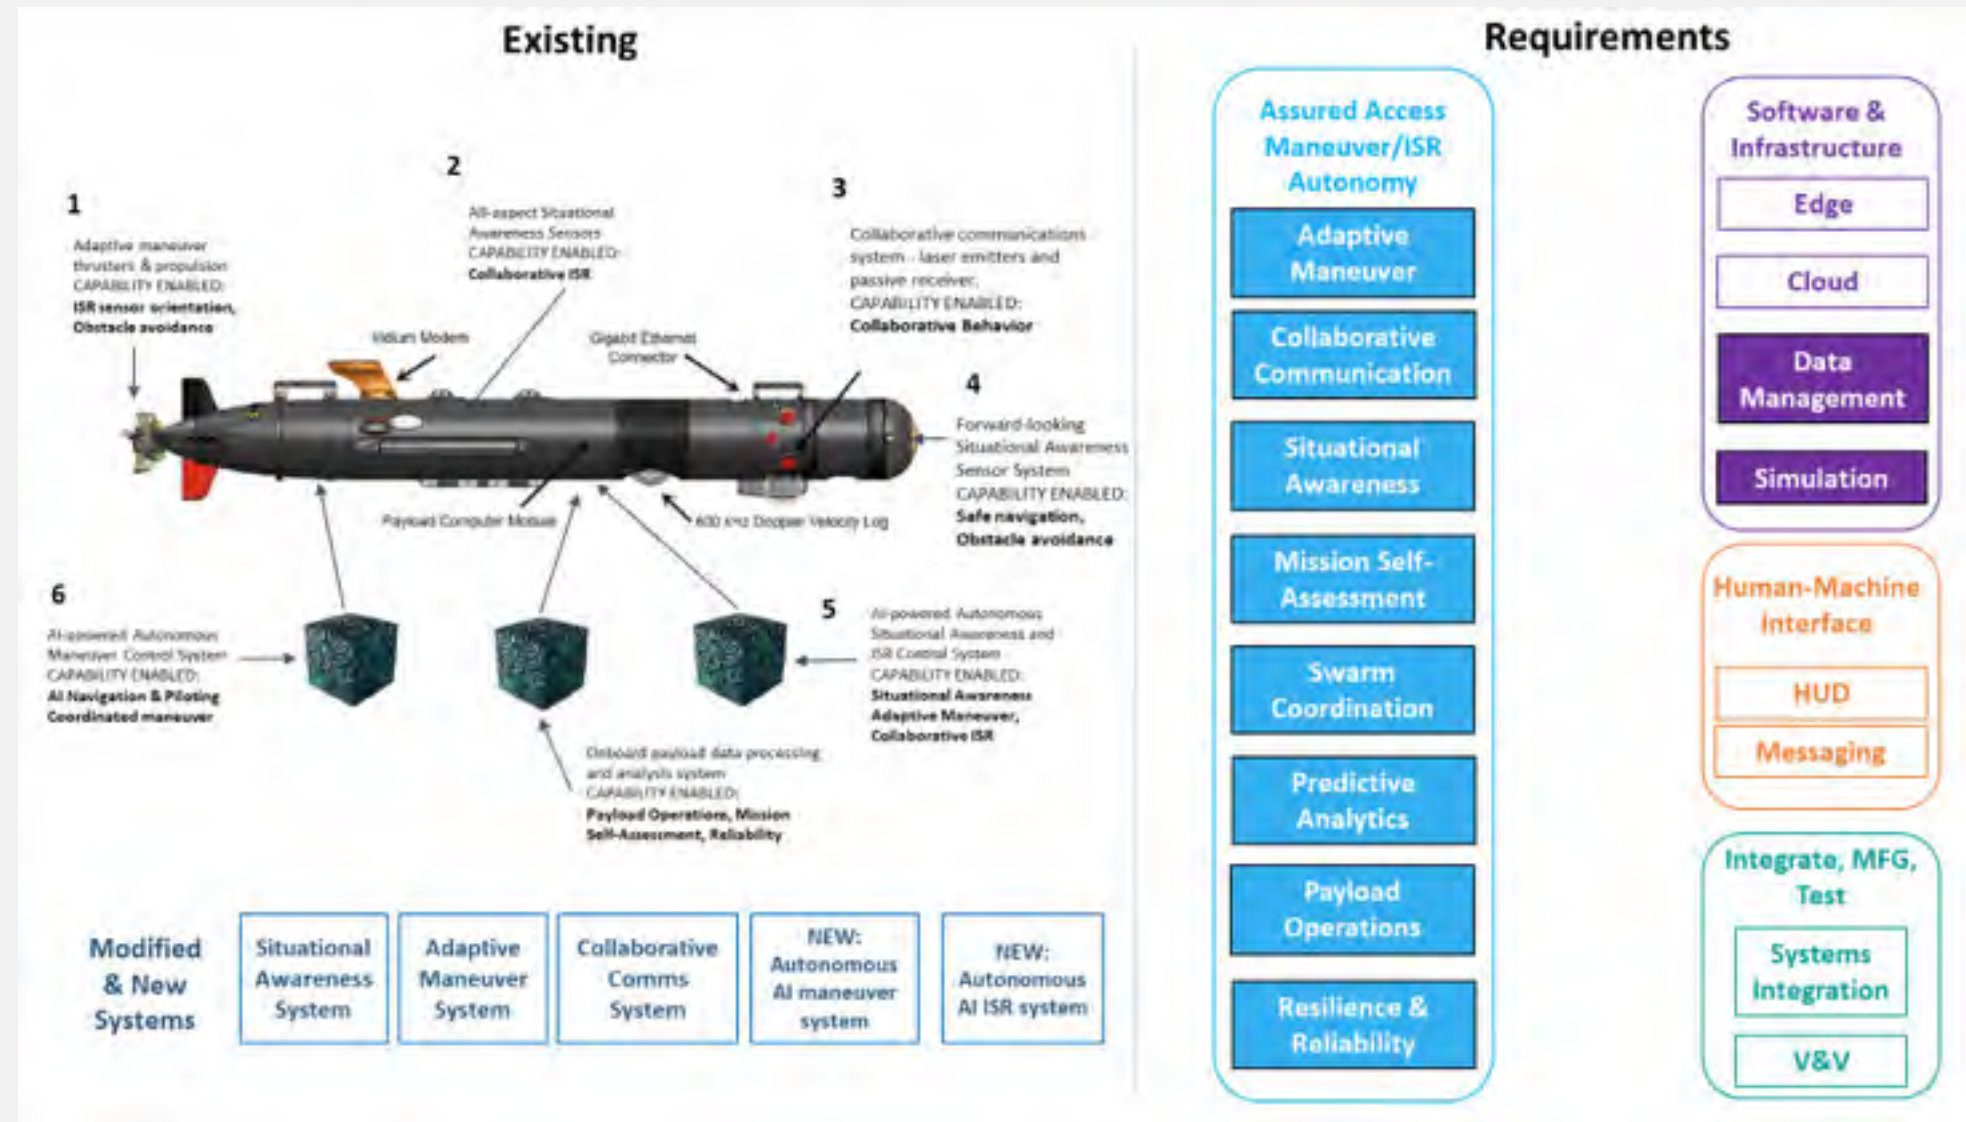 Existing
1
Adaptive maneuver
thrusters & propulsion
CAPABILITY ENABLED:
ISR sensor orientation,
Obstacle avoidance
2
All-aspect Situational
Awareness Sensors
CAPABILITY ENABLED:
Collaborative ISR
3
Collaborative communications
system - laser emitters and
passive receiver.
CAPABILITY ENABLED:
Collaborative Behavior
Iridium Modem
Gigabit Ethernet
Connector
4
Forward-looking
Situational Awareness
Sensor System
CAPABILITY ENABLED:
Safe navigation,
Obstacle avoidance
Payload Computer Module
600 kHz Doppler Velocity Log
6
AI-powered Autonomous
Maneuver Control System
CAPABILITY ENABLED:
AI Navigation & Piloting
Coordinated maneuver
5
AI-powered Autonomous
Situational Awareness and
ISR Control System
CAPABILITY ENABLED:
Situational Awareness
Adaptive Maneuver,
Collaborative ISR
Onboard payload data processing
and analysis system
CAPABILITY ENABLED:
Payload Operations, Mission
Self-Assessment, Reliability
Modified
& New
Systems
Situational
Awareness
System
Adaptive
Maneuver
System
Collaborative
Comms
System
NEW:
Autonomous
AI maneuver
system
NEW:
Autonomous
AI ISR system
Requirements
Assured Access
Maneuver/ISR
Autonomy
Adaptive
Maneuver
Collaborative
Communication
Situational
Awareness
Mission Self-
Assessment
Swarm
Coordination
Predictive
Analytics
Payload
Operations
Resilience &
Reliability
Software &
Infrastructure
Edge
Cloud
Data
Management
Simulation
Human-Machine
Interface
HUD
Messaging
Integrate, MFG,
Test
Systems
Integration
V&V